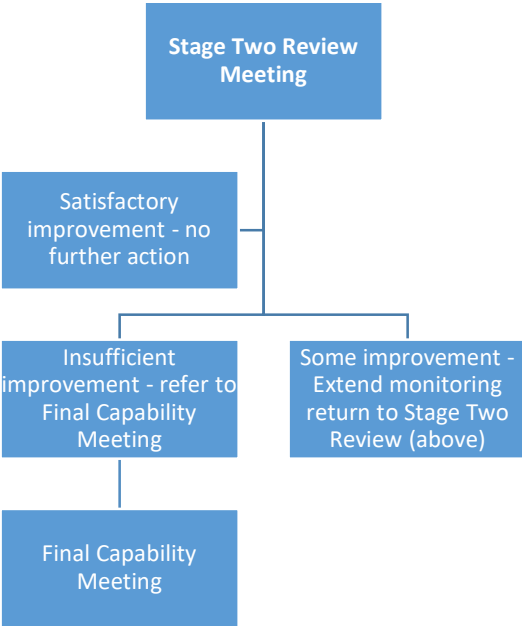 Stage Two Review
Meeting
Satisfactory
improvement - no
further action
Insufficient
improvement - refer to
Final Capability
Meeting
Some improvement -
Extend monitoring
return to Stage Two
Review (above)
Final Capability
Meeting